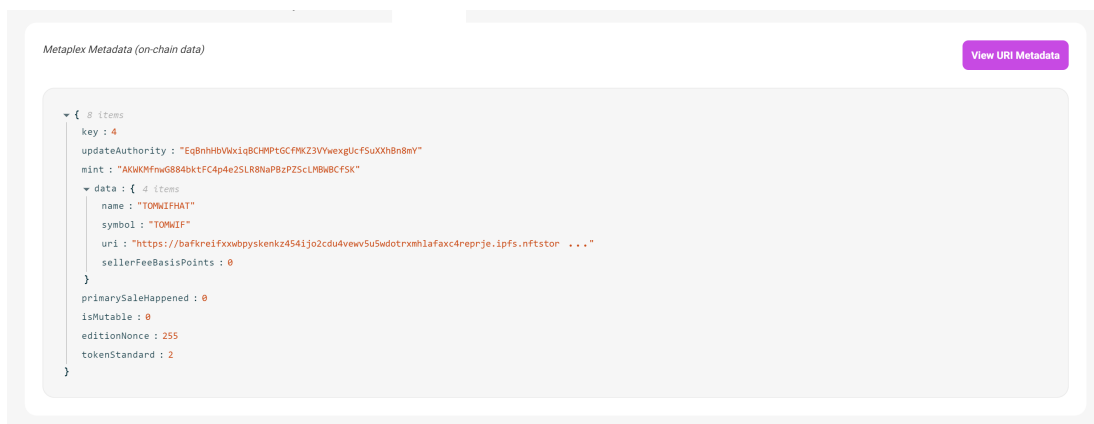 Metaplex Metadata (on-chain data)
View URI Metadata
{ 8 items
key : 4
updateAuthority : "EqBnhHbVWxiqBCHMPtGCfMKZ3VYwexgUcfSuXXhBn8mY"
mint : "AKWKMfnwG884bktFC4p4e2SLR8NaPBzPZScLMBWBCfSK"
data : { 4 items
name : "TOMWIFHAT"
symbol : "TOMWIF"
uri : "https://bafkreifxxwbpyskenkz454ijo2cdu4vewv5u5wdotrxmhlafaxc4reprje.ipfs.nftstor ..."
sellerFeeBasisPoints : 0
}
primarySaleHappened : 0
isMutable : 0
editionNonce : 255
tokenStandard : 2
}